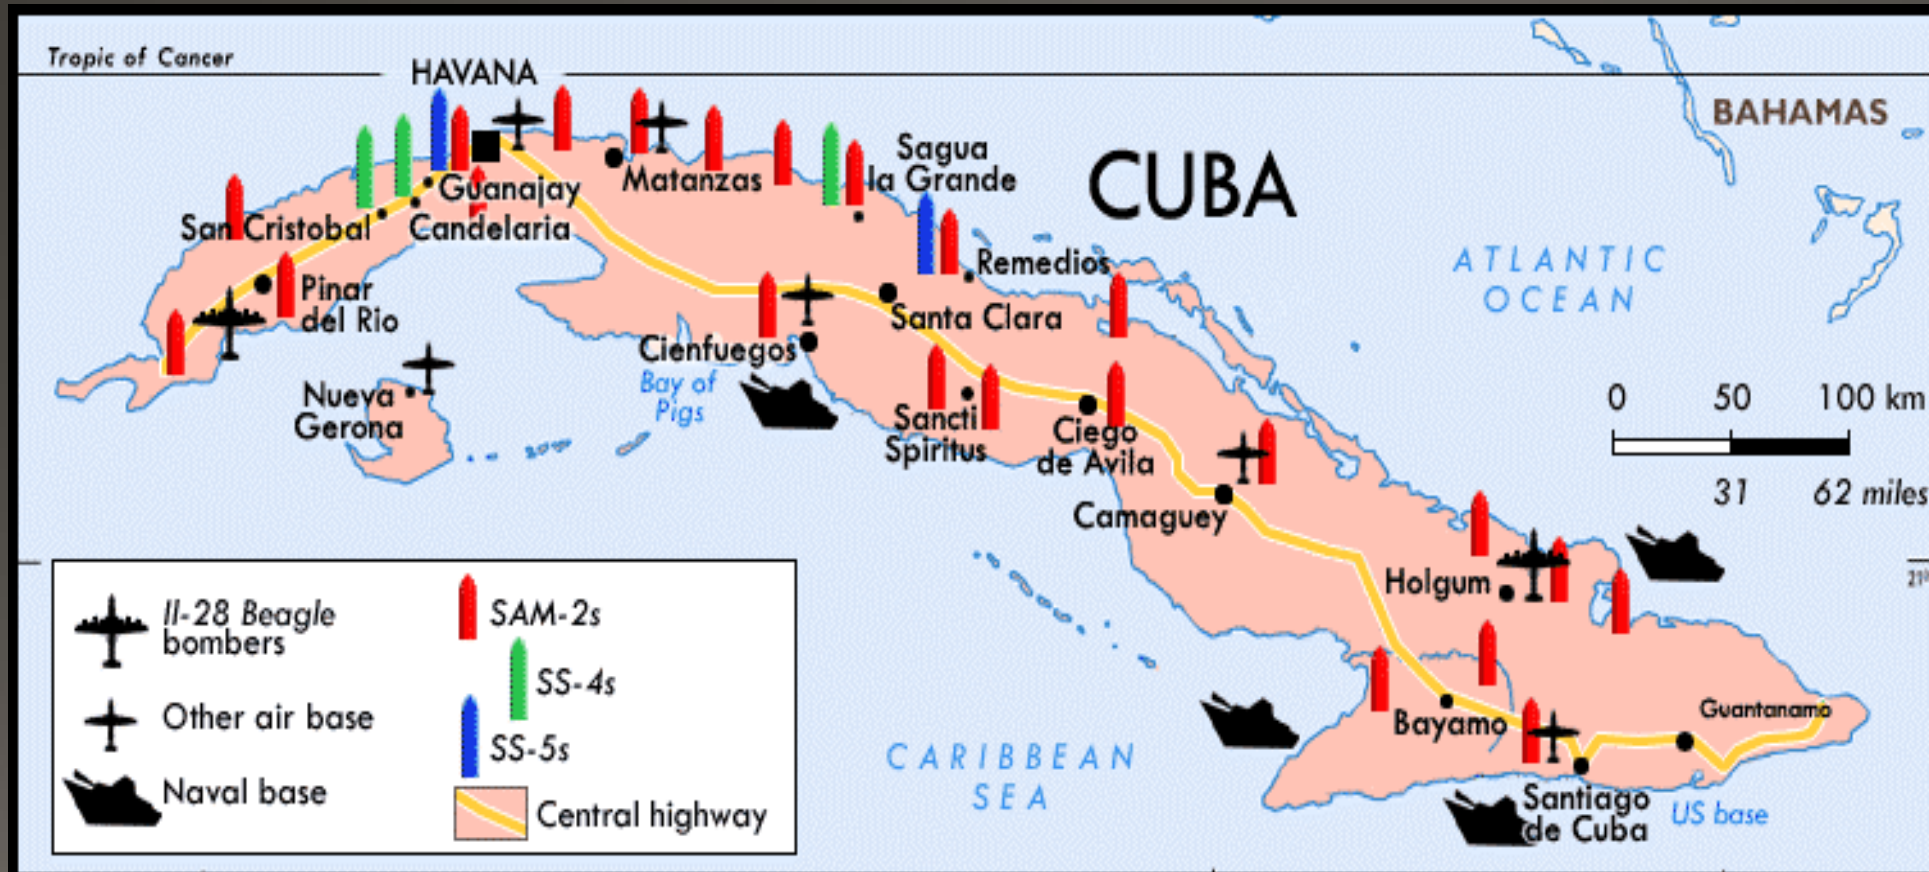 Tropic of Cancer
HAVANA
BAHAMAS
CUBA
Sagua
la Grande
Matanzas
Guanajay
San Cristobal
Candelaria
Remedios
ATLANTIC
OCEAN
Pinar
del Rio
Santa Clara
Cienfuegos
Bay of
Pigs
Nueva
Gerona
Sancti
Spiritus
Ciego
de Avila
0 50 100 km
31 62 miles
Camaguey
Holgum
21
Il-28 Beagle
bombers
SAM-2s
SS-4s
Other air base
SS-5s
Naval base
Central highway
Bayamo
Guantanamo
CARIBBEAN
SEA
Santiago
de Cuba
US base